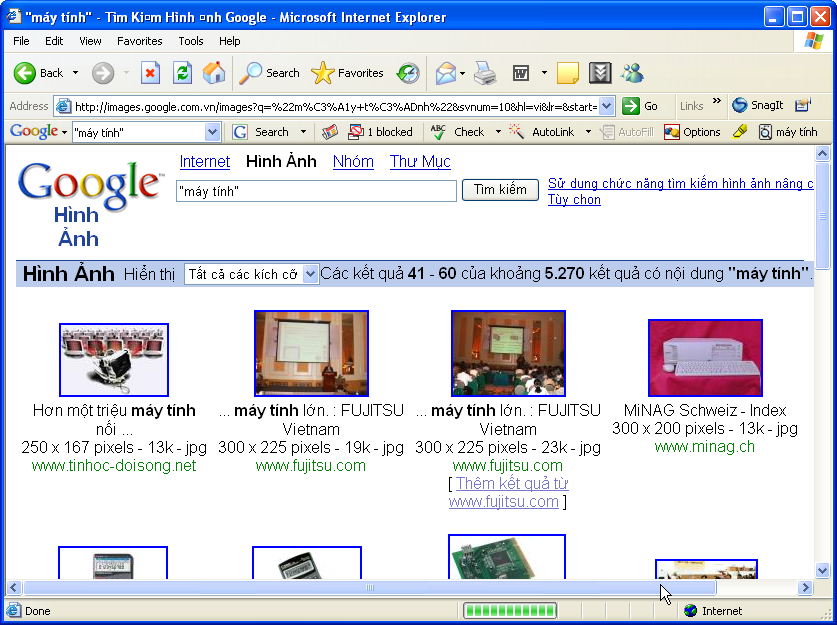 "máy tính" - Tìm Ki¤m Hình ¤nh Google - Microsoft Internet Explorer
File Edit View Favorites Tools Help
Back Search Favorites
Address http://images.google.com.vn/images?q=%22m%C3%A1y+t%C3%ADnh%22&svnum=10&hl=vi&lr=&start= Go Links » SnagIt
Google "máy tính" G Search 1 blocked ABC Check AutoLink AutoFill Options máy tính
Internet Hình Ảnh Nhóm Thư Mục
Google™
Hình
Ảnh
"máy tính" Tìm kiếm
Sử dụng chức năng tìm kiếm hình ảnh nâng c
Tùy chọn
Hình Ảnh Hiển thị Tất cả các kích cỡ Các kết quả 41 - 60 của khoảng 5.270 kết quả có nội dung "máy tính".
Hơn một triệu máy tính
nối ...
250 x 167 pixels - 13k - jpg
www.tinhoc-doisong.net
... máy tính lớn. : FUJITSU
Vietnam
300 x 225 pixels - 19k - jpg
www.fujitsu.com
... máy tính lớn. : FUJITSU
Vietnam
300 x 225 pixels - 23k - jpg
www.fujitsu.com
[ Thêm kết quả từ
www.fujitsu.com ]
MiNAG Schweiz - Index
300 x 200 pixels - 13k - jpg
www.minag.ch
Done Internet